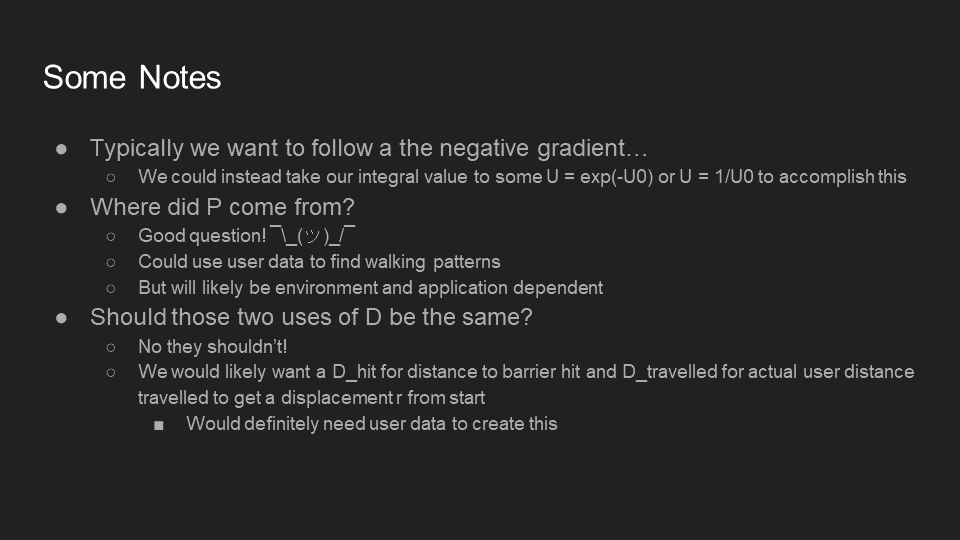 Some Notes
● Typically we want to follow a the negative gradient…
○ We could instead take our integral value to some U = exp(-U0) or U = 1/U0 to accomplish this
● Where did P come from?
○ Good question! ¯\_(ツ)_/¯
○ Could use user data to find walking patterns
○ But will likely be environment and application dependent
● Should those two uses of D be the same?
○ No they shouldn’t!
○ We would likely want a D_hit for distance to barrier hit and D_travelled for actual user distance
travelled to get a displacement r from start
■ Would definitely need user data to create this